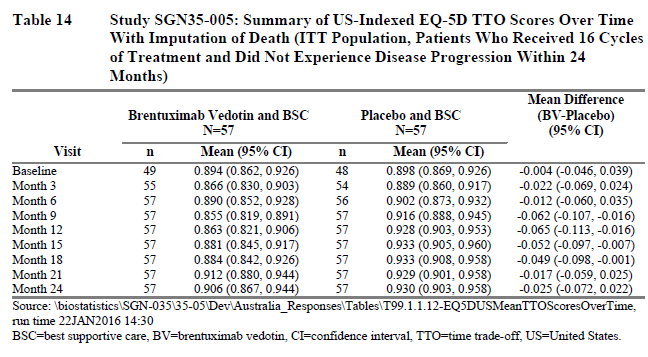 Table 14 Study SGN35-005: Summary of US-Indexed EQ-5D TTO Scores Over Time
With Imputation of Death (ITT Population, Patients Who Received 16 Cycles
of Treatment and Did Not Experience Disease Progression Within 24
Months)
Brentuximab Vedotin and BSC N=57 Placebo and BSC N=57 Mean Difference (BV-Placebo) (95% CI)
Visit n Mean (95% CI) n Mean (95% CI)
Baseline 49 0.894 (0.862, 0.926) 48 0.898 (0.869, 0.926) -0.004 (-0.046, 0.039)
Month 3 55 0.866 (0.830, 0.903) 54 0.889 (0.860, 0.917) -0.022 (-0.069, 0.024)
Month 6 57 0.890 (0.852, 0.928) 56 0.902 (0.873, 0.932) -0.012 (-0.060, 0.035)
Month 9 57 0.855 (0.819, 0.891) 57 0.916 (0.888, 0.945) -0.062 (-0.107, -0.016)
Month 12 57 0.863 (0.821, 0.906) 57 0.928 (0.903, 0.953) -0.065 (-0.113, -0.016)
Month 15 57 0.881 (0.845, 0.917) 57 0.933 (0.905, 0.960) -0.052 (-0.097, -0.007)
Month 18 57 0.884 (0.842, 0.926) 57 0.933 (0.908, 0.958) -0.049 (-0.098, -0.001)
Month 21 57 0.912 (0.880, 0.944) 57 0.929 (0.901, 0.958) -0.017 (-0.059, 0.025)
Month 24 57 0.906 (0.867, 0.944) 57 0.930 (0.903, 0.958) -0.025 (-0.072, 0.022)
Source: \biostatistics\SGN-035\35-05\Dev\Australia_Responses\Tables\T99.1.1.12-EQ5DUSMeanTTOScoresOverTime,
run time 22JAN2016 14:30
BSC=best supportive care, BV=brentuximab vedotin, CI=confidence interval, TTO=time trade-off, US=United States.